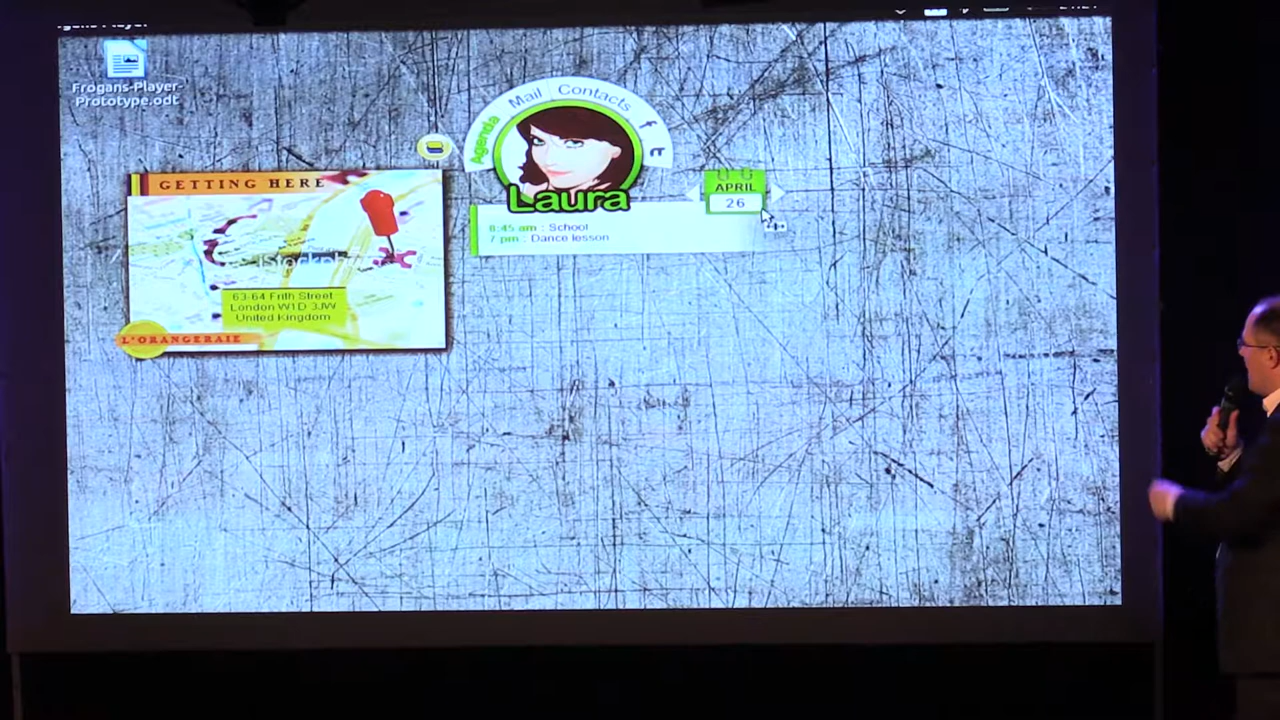 Frogans-Player-
Prototype.odt
Agenda Mail Contacts f
GETTING HERE
Laura
APRIL
26
8:45 am : School
7 pm : Dance lesson
63-64 Frith Street
London W1D 3JW
United Kingdom
L'ORANGERAIE